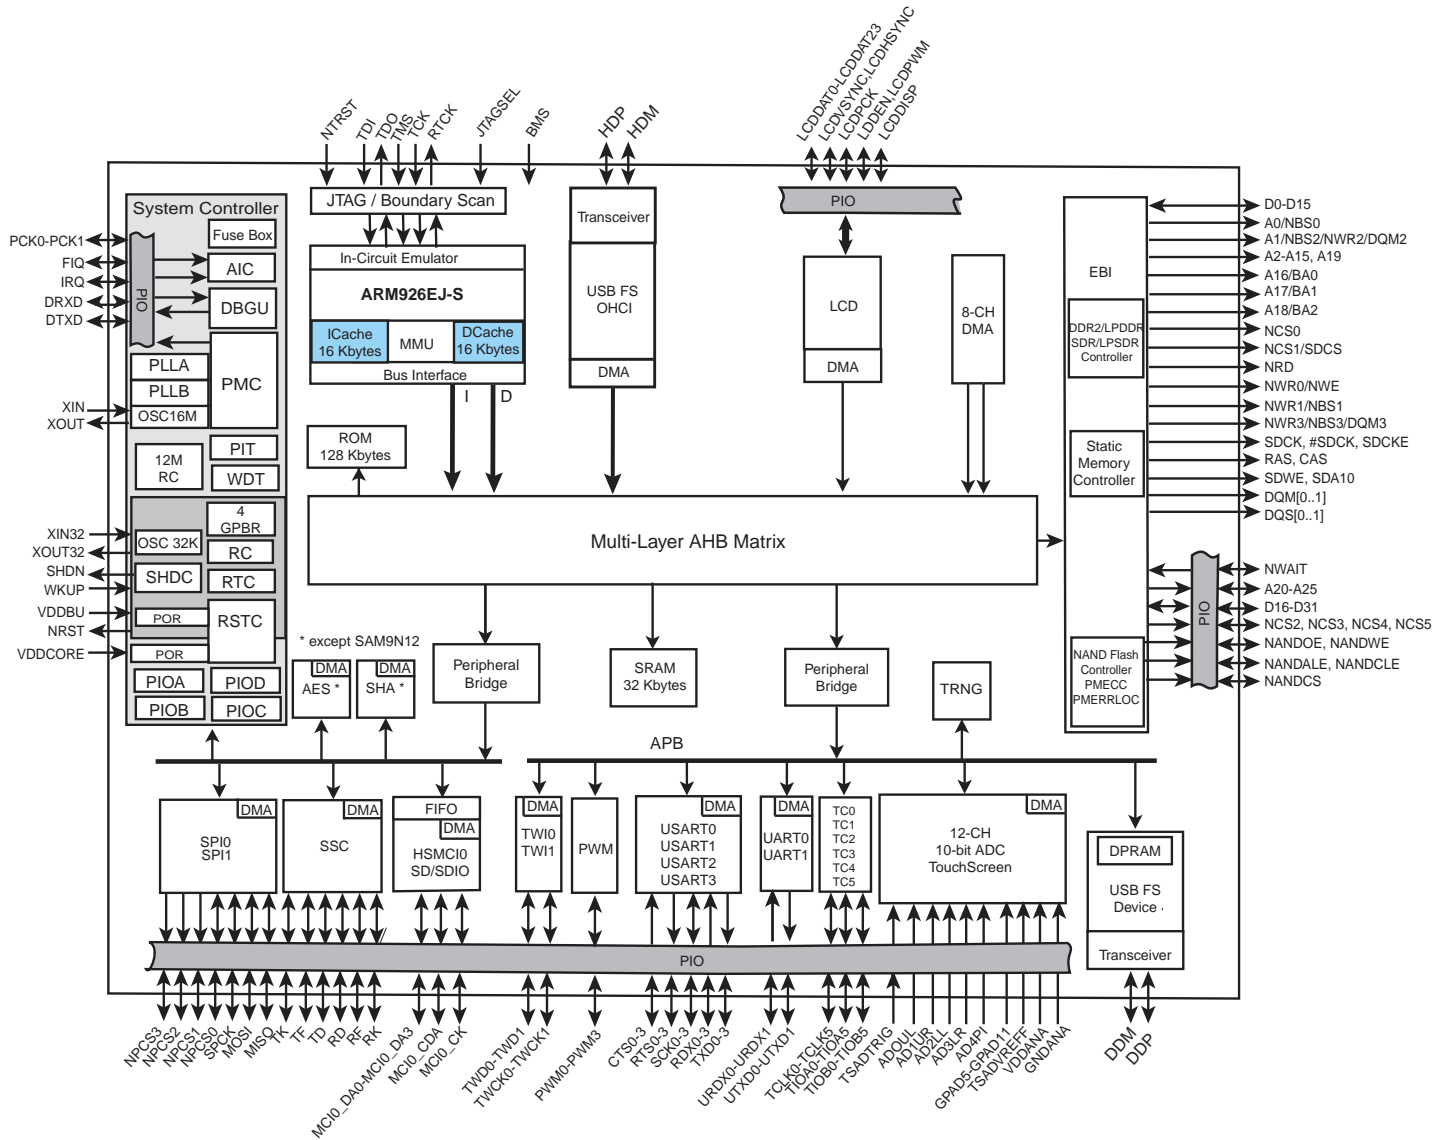 NTRST
TDI
TDO
TMS
TCK
RTCK
JTAGSEL
BMS
HDP
HDM
LCDDAT0-LCDDAT23
LCDVSYNC,LCDHSYNC
LCDPCK
LDDEN,LCDPWM
LCDDISP
System Controller
Fuse Box
AIC
DBGU
PIO
PLLA
PLLB
OSC16M
PMC
12M
RC
PIT
WDT
4
GPBR
OSC 32K
RC
SHDC
RTC
POR
RSTC
POR
PIOA
PIOD
PIOB
PIOC
PCK0-PCK1
FIQ
IRQ
DRXD
DTXD
XIN
XOUT
XIN32
XOUT32
SHDN
WKUP
VDDBU
NRST
VDDCORE
JTAG / Boundary Scan
In-Circuit Emulator
ARM926EJ-S
ICache
16 Kbytes
MMU
DCache
16 Kbytes
Bus Interface
I
D
ROM
128 Kbytes
Transceiver
USB FS
OHCI
DMA
PIO
LCD
DMA
8-CH
DMA
Multi-Layer AHB Matrix
EBI
DDR2/LPDDR
SDR/LPSDR
Controller
Static
Memory
Controller
NAND Flash
Controller
PMECC
PMERRLOC
PIO
D0-D15
A0/NBS0
A1/NBS2/NWR2/DQM2
A2-A15, A19
A16/BA0
A17/BA1
A18/BA2
NCS0
NCS1/SDCS
NRD
NWR0/NWE
NWR1/NBS1
NWR3/NBS3/DQM3
SDCK, #SDCK, SDCKE
RAS, CAS
SDWE, SDA10
DQM[0..1]
DQS[0..1]
NWAIT
A20-A25
D16-D31
NCS2, NCS3, NCS4, NCS5
NANDOE, NANDWE
NANDALE, NANDCLE
NANDCS
* except SAM9N12
DMA
AES *
DMA
SHA *
Peripheral
Bridge
SRAM
32 Kbytes
Peripheral
Bridge
TRNG
APB
DMA
SPI0
SPI1
DMA
SSC
FIFO
DMA
HSMCI0
SD/SDIO
DMA
TWI0
TWI1
PWM
DMA
USART0
USART1
USART2
USART3
DMA
UART0
UART1
TC0
TC1
TC2
TC3
TC4
TC5
DMA
12-CH
10-bit ADC
TouchScreen
DPRAM
USB FS
Device
Transceiver
PIO
NPCS3
NPCS2
NPCS1
NPCS0
SPCK
MOSI
MISO
TK
TF
TD
RD
RF
RK
MCI0_DA0-MCI0_DA3
MCI0_CDA
MCI0_CK
TWD0-TWD1
TWCK0-TWCK1
PWM0-PWM3
CTS0-3
RTS0-3
SCK0-3
RDX0-3
TXD0-3
URDX0-URDX1
UTXD0-UTXD1
TCLK0-TCLK5
TIOA0-TIOA5
TIOB0-TIOB5
TSADTRIG
AD0UL
AD1UR
AD2LL
AD3LR
AD4PI
GPAD5-GPAD11
TSADVREFF
VDDANA
GNDANA
DDM
DDP